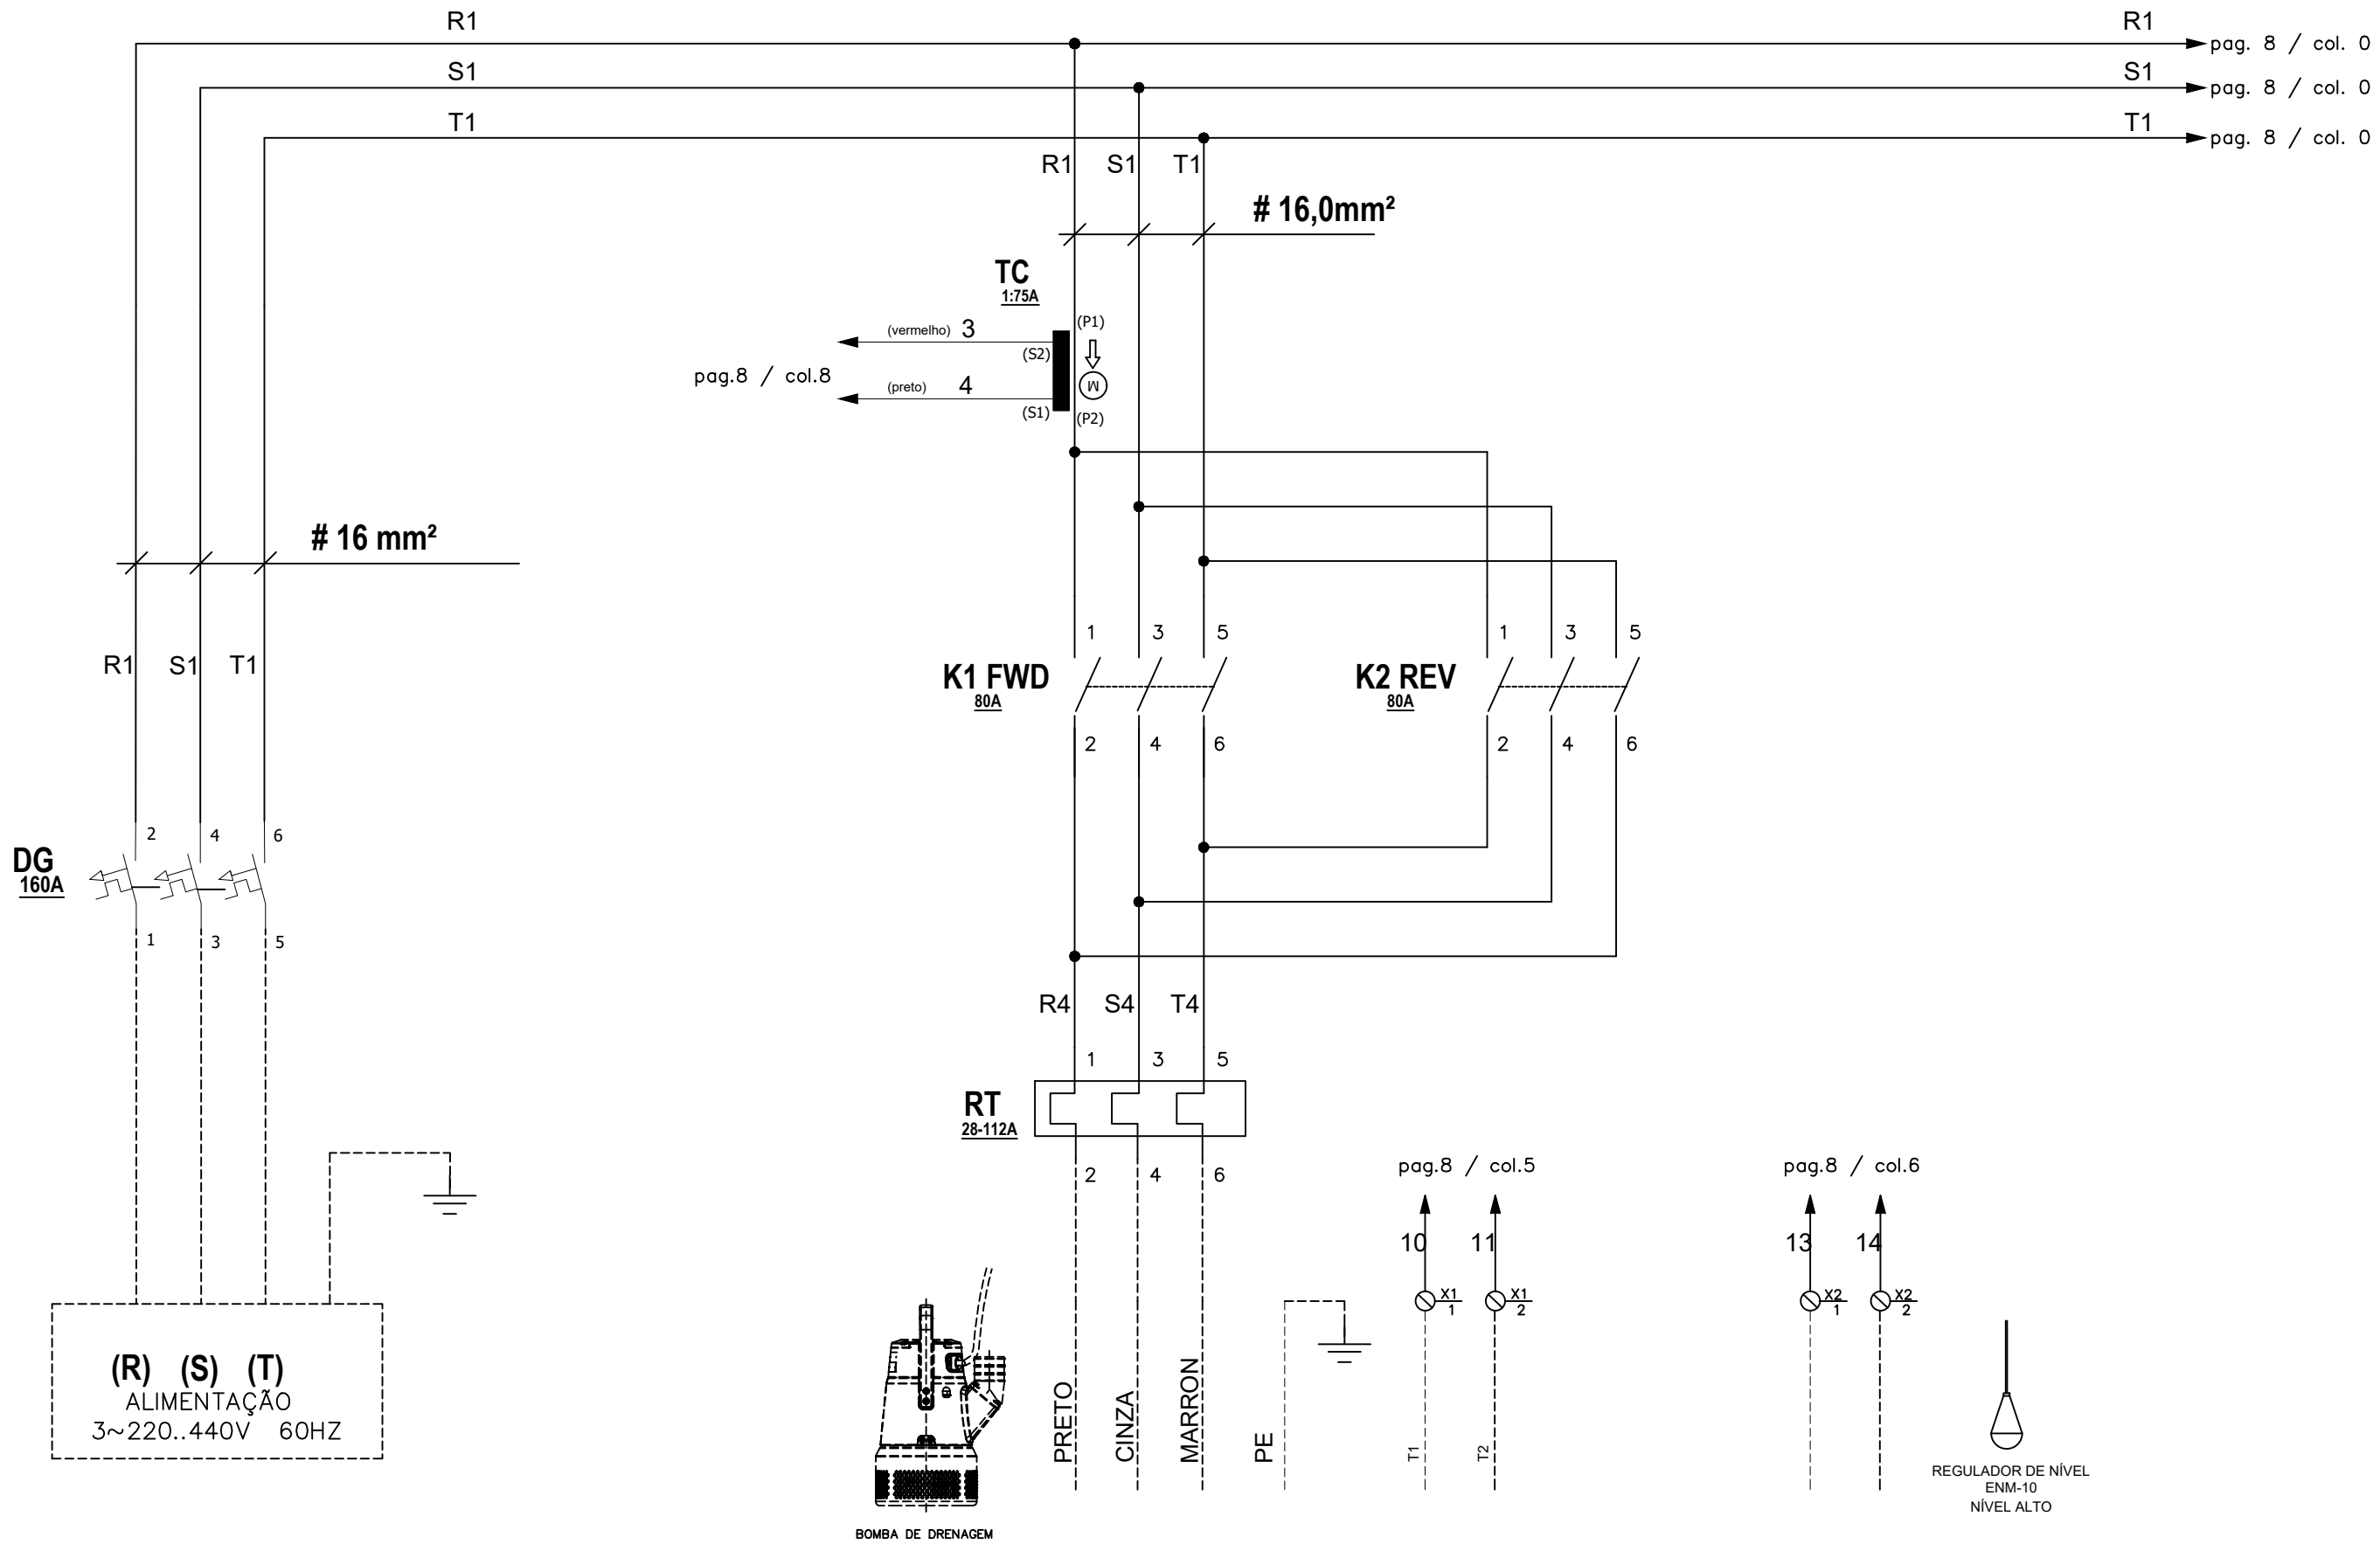 R1
R1
pag. 8 / col. 0
S1
S1
pag. 8 / col. 0
T1
T1
pag. 8 / col. 0
R1 S1 T1
# 16,0mm²
TC
1:75A
(P1)
(vermelho) 3
(S2)
pag.8 / col.8
M
(preto) 4
(S1)
(P2)
# 16 mm²
R1 S1 T1
1 3 5
K1 FWD
80A
2 4 6
1 3 5
K2 REV
80A
2 4 6
2 4 6
DG
160A
1 3 5
R4 S4 T4
1 3 5
RT
28-112A
2 4 6
pag.8 / col.5
10 11
X1
1
X1
2
T1
T2
pag.8 / col.6
13 14
X2
1
X2
2
(R) (S) (T)
ALIMENTAÇÃO
3~220..440V 60HZ
PRETO
CINZA
MARRON
PE
BOMBA DE DRENAGEM
REGULADOR DE NÍVEL
ENM-10
NÍVEL ALTO